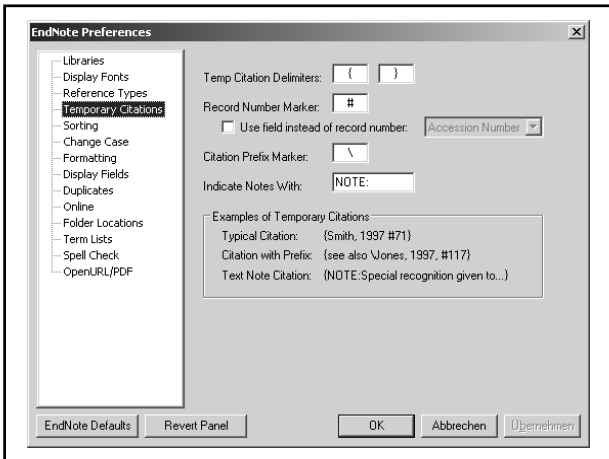 EndNote Preferences
Libraries
Display Fonts
Reference Types
Temporary Citations
Sorting
Change Case
Formatting
Display Fields
Duplicates
Online
Folder Locations
Term Lists
Spell Check
OpenURL/PDF
Temp Citation Delimiters: { }
Record Number Marker: #
Use field instead of record number: Accession Number
Citation Prefix Marker: \
Indicate Notes With: NOTE:
Examples of Temporary Citations
Typical Citation: {Smith, 1997 #71}
Citation with Prefix: {see also \Jones, 1997, #117}
Text Note Citation: {NOTE:Special recognition given to...}
EndNote Defaults Revert Panel OK Abbrechen Übernehmen